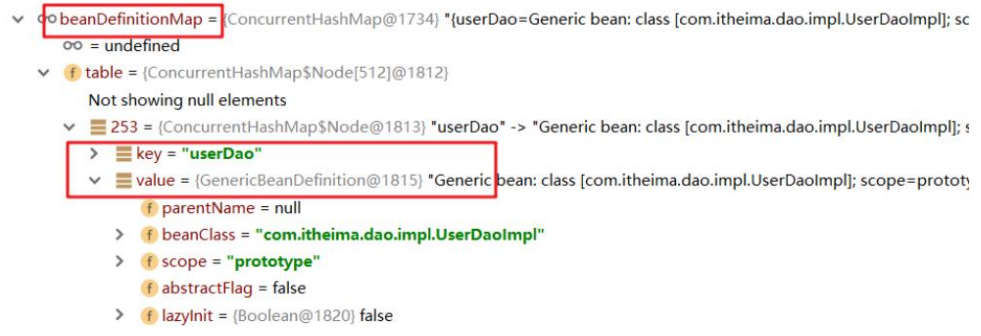 beanDefinitionMap = {ConcurrentHashMap@1734} "{userDao=Generic bean: class [com.itheima.dao.impl.UserDaoImpl]; sc
= undefined
table = {ConcurrentHashMap$Node[512]@1812}
Not showing null elements
253 = {ConcurrentHashMap$Node@1813} "userDao" -> "Generic bean: class [com.itheima.dao.impl.UserDaoImpl]; s
key = "userDao"
value = {GenericBeanDefinition@1815} "Generic bean: class [com.itheima.dao.impl.UserDaoImpl]; scope=prototy
f parentName = null
f beanClass = "com.itheima.dao.impl.UserDaoImpl"
f scope = "prototype"
f abstractFlag = false
f lazyInit = {Boolean@1820} false